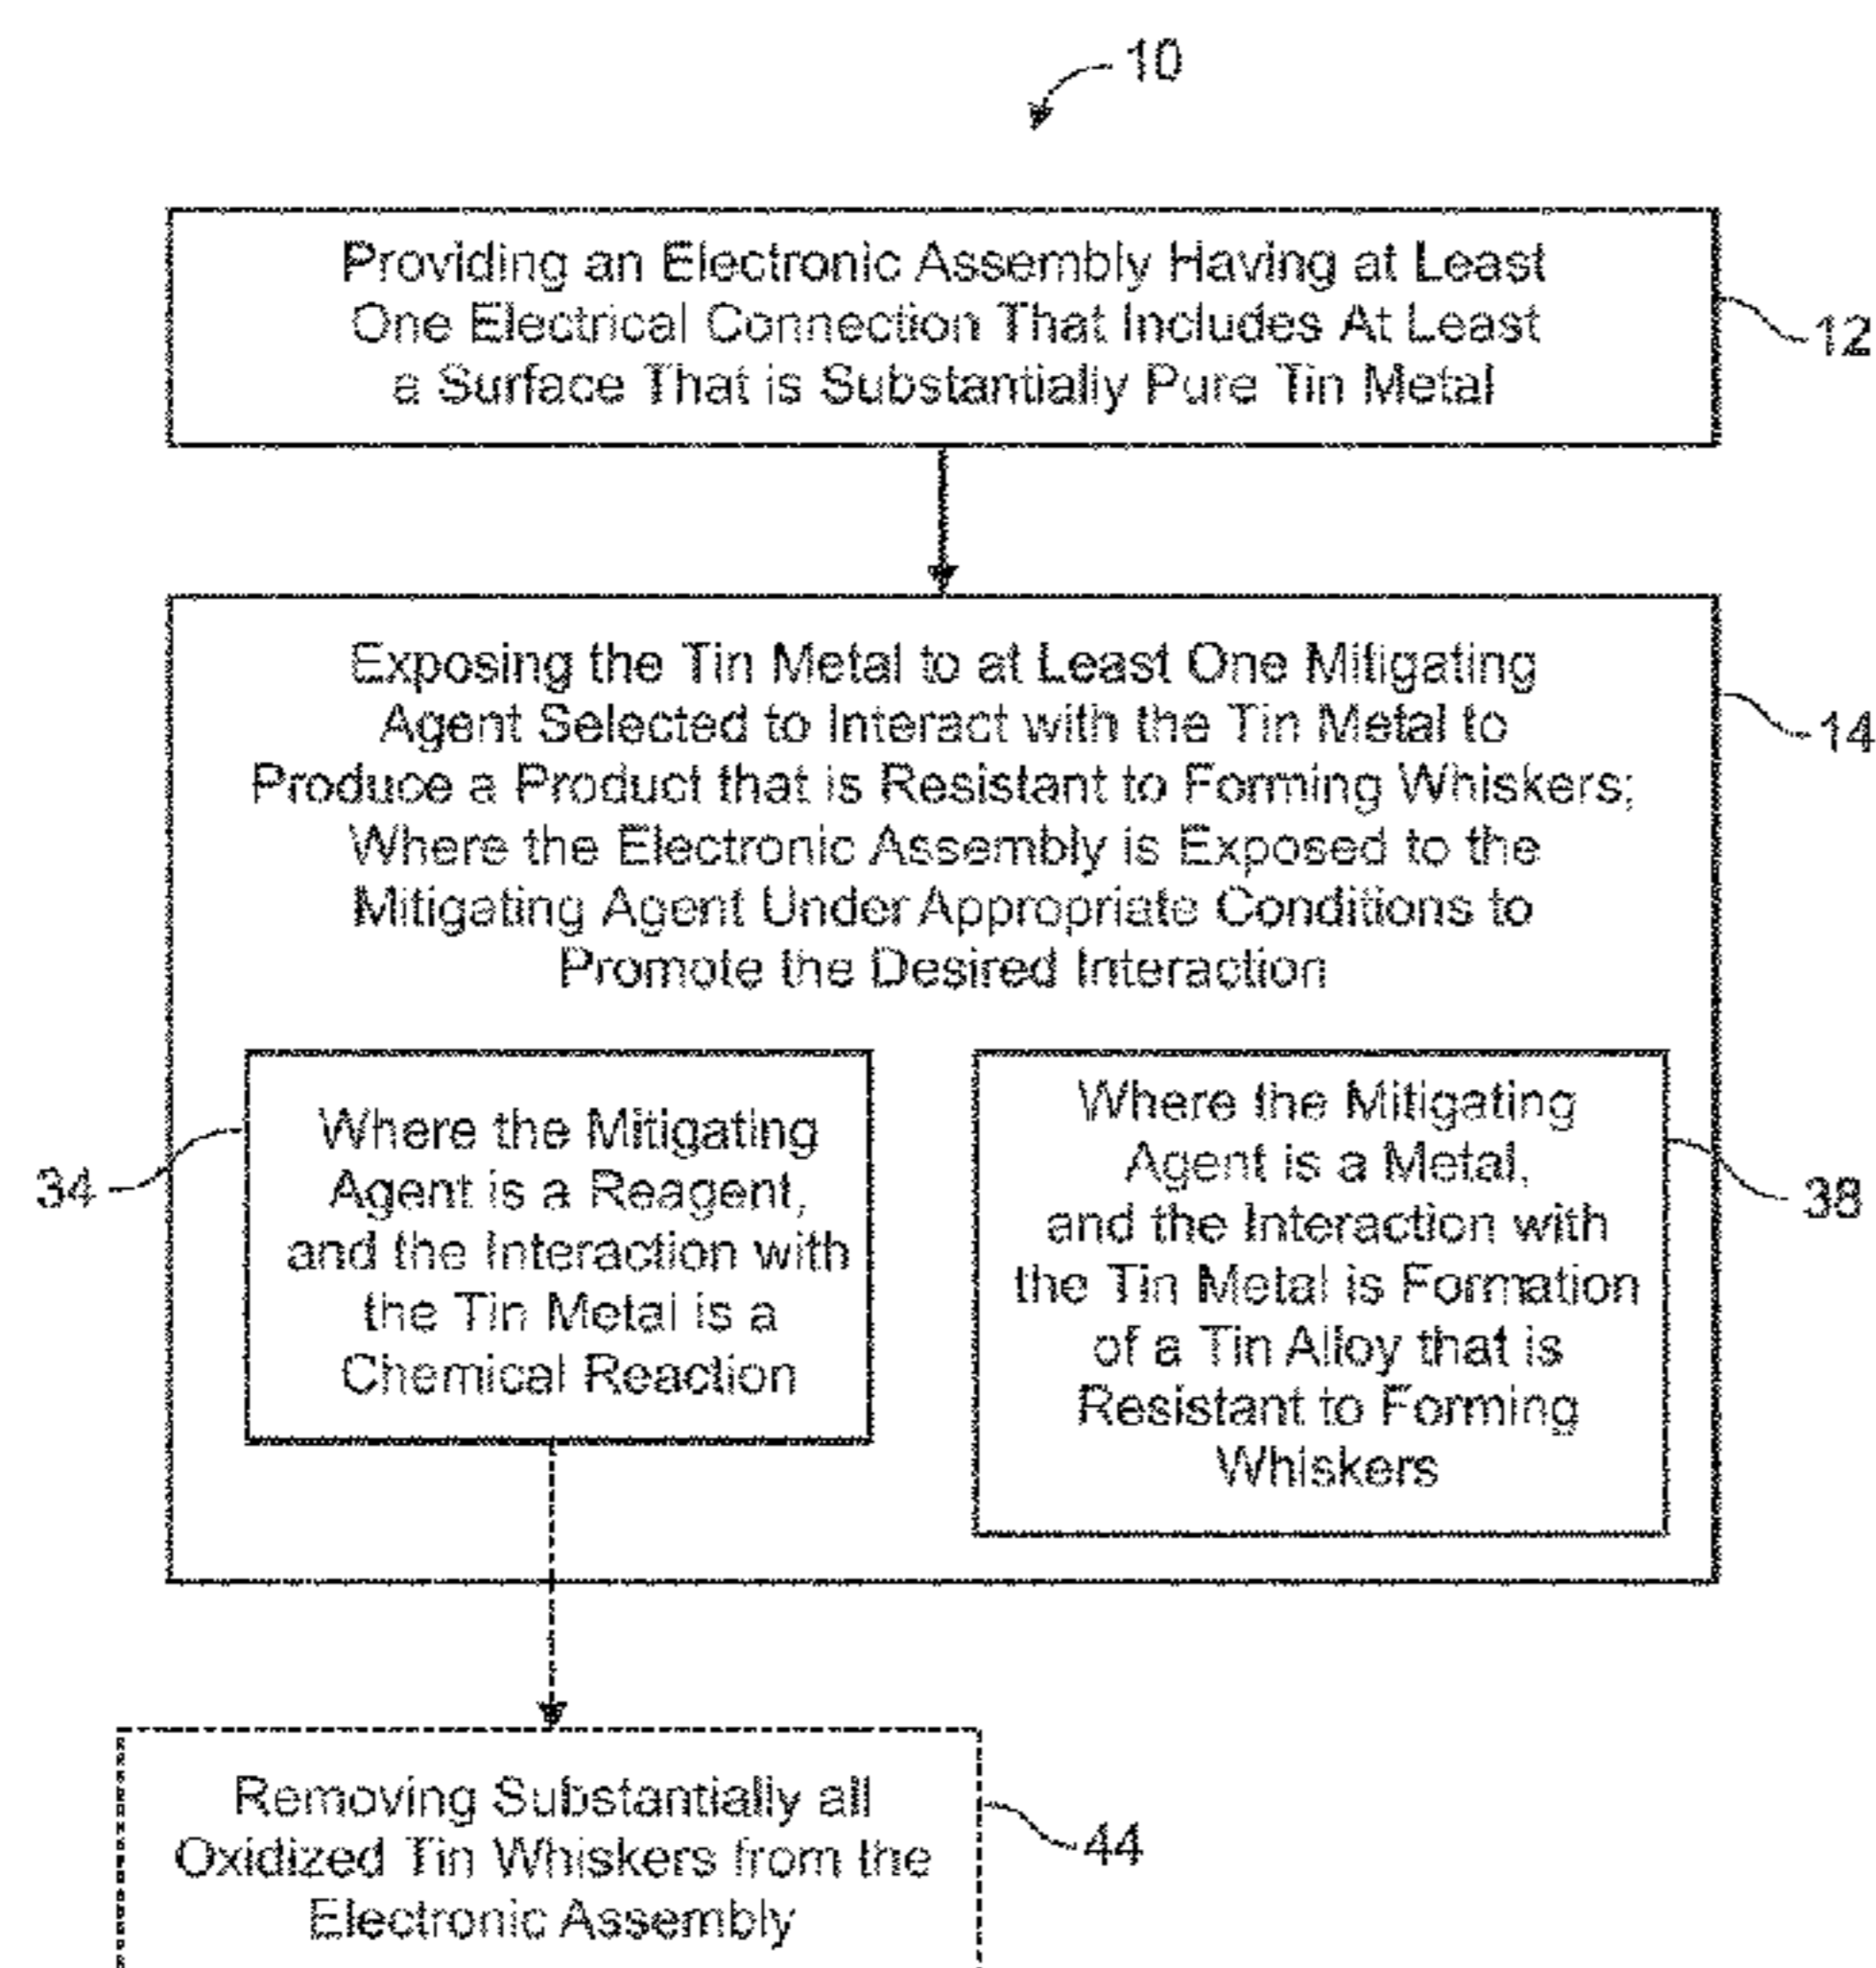 10
Providing an Electronic Assembly Having at Least
One Electrical Connection That Includes At Least
a Surface That is Substantially Pure Tin Metal
12
Exposing the Tin Metal to at Least One Mitigating
Agent Selected to Interact with the Tin Metal to
Produce a Product that is Resistant to Forming Whiskers;
Where the Electronic Assembly is Exposed to the
Mitigating Agent Under Appropriate Conditions to
Promote the Desired Interaction
14
Where the Mitigating
Agent is a Reagent,
and the Interaction with
the Tin Metal is a
Chemical Reaction
34
Where the Mitigating
Agent is a Metal,
and the Interaction with
the Tin Metal is Formation
of a Tin Alloy that is
Resistant to Forming
Whiskers
38
Removing Substantially all
Oxidized Tin Whiskers from the
Electronic Assembly
44